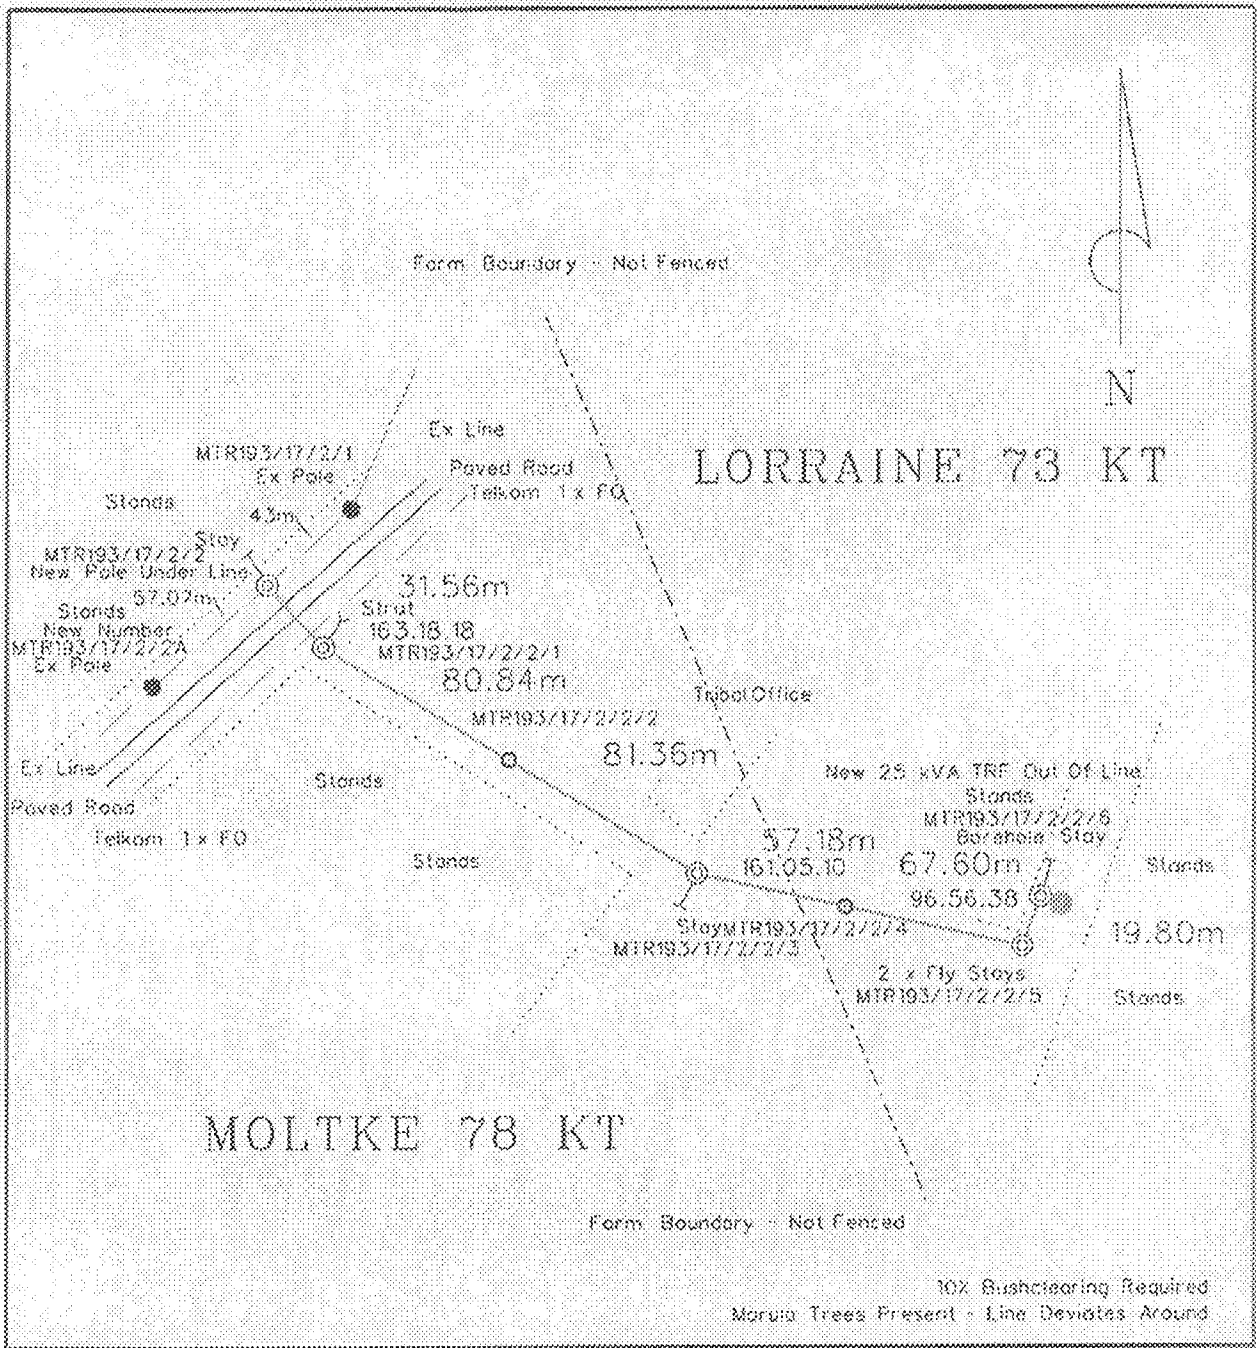 Farm Boundary - Not Fenced
N
LORRAINE 73 KT
Ex Line
MTR193/17/2/1
Ex Pole
Paved Road
Telkom 1 x FO
Stands
43m
Stay
MTR193/17/2/2
New Pole Under Line
57.07m
Stands
New Number
MTR193/17/2/2A
Ex Pole
31.56m
Strut
163.18.18
MTR193/17/2/2/1
80.84m
MTR193/17/2/2/2
Tribal Office
81.36m
Ex Line
Paved Road
Telkom 1 x FO
Stands
Stands
New 25 kVA TRF Out Of Line
Stands
MTR193/17/2/2/6
Borehole Stay
57.18m
161.05.10
67.60m
96.56.38
Stands
19.80m
Stay
MTR193/17/2/2/4
MTR193/17/2/2/3
2 x Fly Stays
MTR193/17/2/2/5
Stands
MOLTKE 78 KT
Farm Boundary - Not Fenced
10% Bushclearing Required
Marula Trees Present - Line Deviates Around